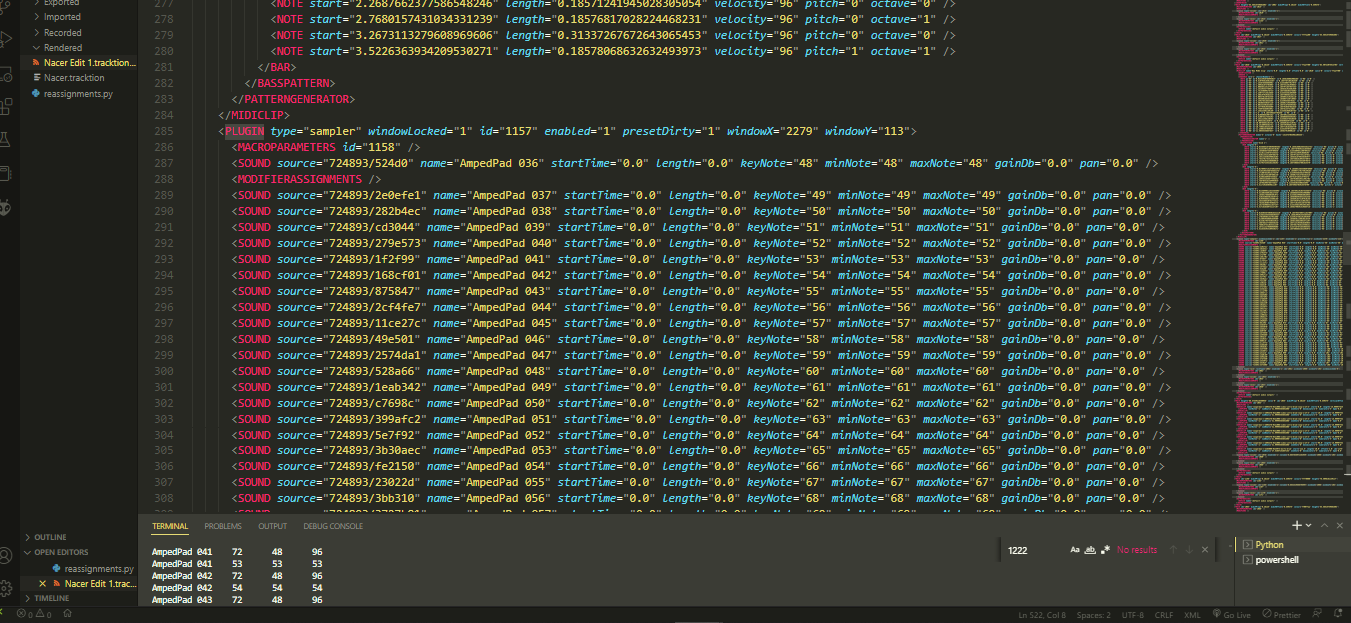 Exported
Imported
Recorded
Rendered
Nacer Edit 1.tracktion...
Nacer.tracktion
reassignments.py
OUTLINE
OPEN EDITORS
reassignments.py
Nacer Edit 1.trac...
TIMELINE
277 <NOTE start="2.2687662377586548246" length="0.18571241945028305054" velocity="96" pitch="0" octave="0" />
278 <NOTE start="2.7680157431034331239" length="0.18576817028224468231" velocity="96" pitch="0" octave="1" />
279 <NOTE start="3.2673113279608969606" length="0.31337267672643065453" velocity="96" pitch="0" octave="0" />
280 <NOTE start="3.5226363934209530271" length="0.18578068632632493973" velocity="96" pitch="1" octave="1" />
281 </BAR>
282 </BASSPATTERN>
283 </PATTERNGENERATOR>
284 </MIDICLIP>
285 <PLUGIN type="sampler" windowLocked="1" id="1157" enabled="1" presetDirty="1" windowX="2279" windowY="113">
286 <MACROPARAMETERS id="1158" />
287 <SOUND source="724893/524d0" name="AmpedPad 036" startTime="0.0" length="0.0" keyNote="48" minNote="48" maxNote="48" gainDb="0.0" pan="0.0" />
288 <MODIFIERASSIGNMENTS />
289 <SOUND source="724893/2e0efe1" name="AmpedPad 037" startTime="0.0" length="0.0" keyNote="49" minNote="49" maxNote="49" gainDb="0.0" pan="0.0" />
290 <SOUND source="724893/282b4ec" name="AmpedPad 038" startTime="0.0" length="0.0" keyNote="50" minNote="50" maxNote="50" gainDb="0.0" pan="0.0" />
291 <SOUND source="724893/cd3044" name="AmpedPad 039" startTime="0.0" length="0.0" keyNote="51" minNote="51" maxNote="51" gainDb="0.0" pan="0.0" />
292 <SOUND source="724893/279e573" name="AmpedPad 040" startTime="0.0" length="0.0" keyNote="52" minNote="52" maxNote="52" gainDb="0.0" pan="0.0" />
293 <SOUND source="724893/1f2f99" name="AmpedPad 041" startTime="0.0" length="0.0" keyNote="53" minNote="53" maxNote="53" gainDb="0.0" pan="0.0" />
294 <SOUND source="724893/168cf01" name="AmpedPad 042" startTime="0.0" length="0.0" keyNote="54" minNote="54" maxNote="54" gainDb="0.0" pan="0.0" />
295 <SOUND source="724893/875847" name="AmpedPad 043" startTime="0.0" length="0.0" keyNote="55" minNote="55" maxNote="55" gainDb="0.0" pan="0.0" />
296 <SOUND source="724893/2cf4fe7" name="AmpedPad 044" startTime="0.0" length="0.0" keyNote="56" minNote="56" maxNote="56" gainDb="0.0" pan="0.0" />
297 <SOUND source="724893/11ce27c" name="AmpedPad 045" startTime="0.0" length="0.0" keyNote="57" minNote="57" maxNote="57" gainDb="0.0" pan="0.0" />
298 <SOUND source="724893/49e501" name="AmpedPad 046" startTime="0.0" length="0.0" keyNote="58" minNote="58" maxNote="58" gainDb="0.0" pan="0.0" />
299 <SOUND source="724893/2574da1" name="AmpedPad 047" startTime="0.0" length="0.0" keyNote="59" minNote="59" maxNote="59" gainDb="0.0" pan="0.0" />
300 <SOUND source="724893/528a66" name="AmpedPad 048" startTime="0.0" length="0.0" keyNote="60" minNote="60" maxNote="60" gainDb="0.0" pan="0.0" />
301 <SOUND source="724893/1eab342" name="AmpedPad 049" startTime="0.0" length="0.0" keyNote="61" minNote="61" maxNote="61" gainDb="0.0" pan="0.0" />
302 <SOUND source="724893/c7698c" name="AmpedPad 050" startTime="0.0" length="0.0" keyNote="62" minNote="62" maxNote="62" gainDb="0.0" pan="0.0" />
303 <SOUND source="724893/399afc2" name="AmpedPad 051" startTime="0.0" length="0.0" keyNote="63" minNote="63" maxNote="63" gainDb="0.0" pan="0.0" />
304 <SOUND source="724893/5e7f92" name="AmpedPad 052" startTime="0.0" length="0.0" keyNote="64" minNote="64" maxNote="64" gainDb="0.0" pan="0.0" />
305 <SOUND source="724893/3b30aec" name="AmpedPad 053" startTime="0.0" length="0.0" keyNote="65" minNote="65" maxNote="65" gainDb="0.0" pan="0.0" />
306 <SOUND source="724893/fe2150" name="AmpedPad 054" startTime="0.0" length="0.0" keyNote="66" minNote="66" maxNote="66" gainDb="0.0" pan="0.0" />
307 <SOUND source="724893/23022d" name="AmpedPad 055" startTime="0.0" length="0.0" keyNote="67" minNote="67" maxNote="67" gainDb="0.0" pan="0.0" />
308 <SOUND source="724893/3bb310" name="AmpedPad 056" startTime="0.0" length="0.0" keyNote="68" minNote="68" maxNote="68" gainDb="0.0" pan="0.0" />
TERMINAL PROBLEMS OUTPUT DEBUG CONSOLE
AmpedPad 041 72 48 96
AmpedPad 041 53 53 53
AmpedPad 042 72 48 96
AmpedPad 042 54 54 54
AmpedPad 043 72 48 96
1222 Aa ab No results
Python
powershell
0 0 Ln 522, Col 8 Spaces: 2 UTF-8 CRLF XML Go Live Prettier